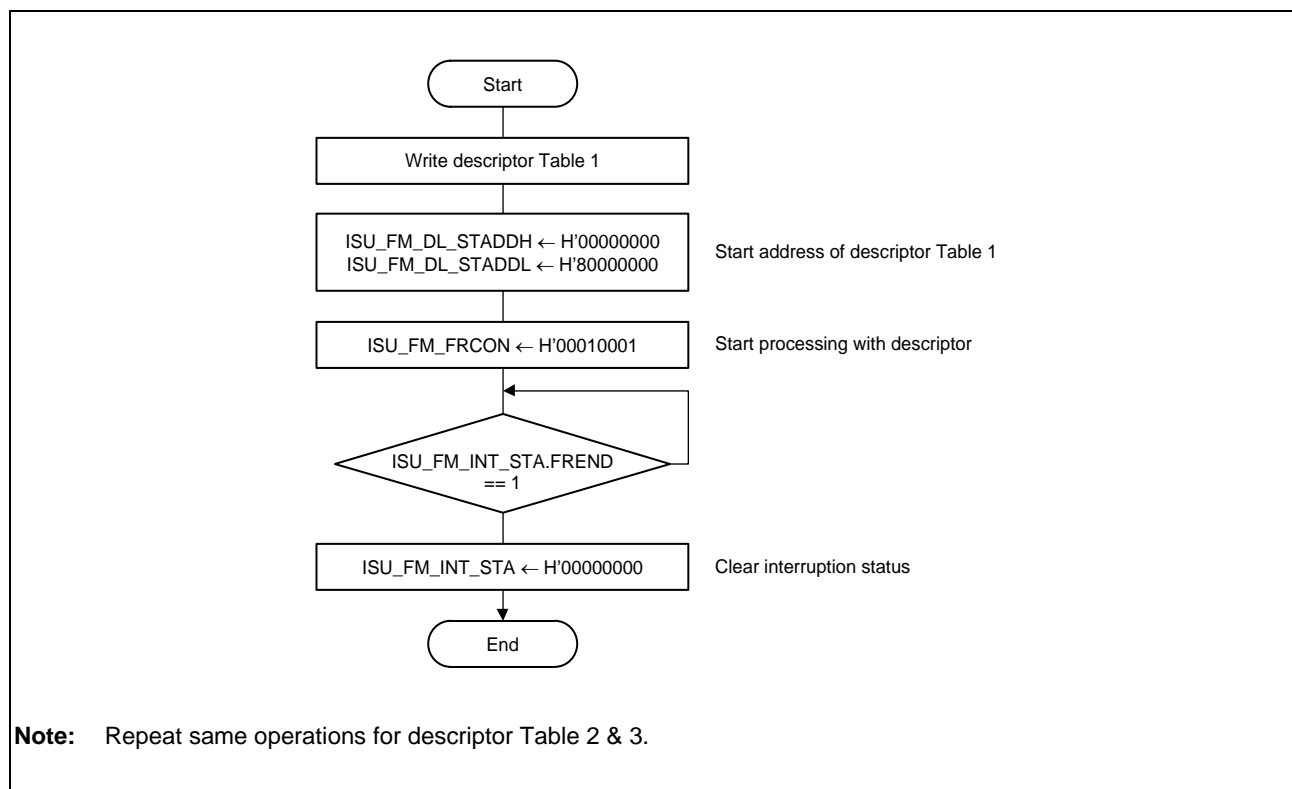 Start
Write descriptor Table 1
ISU_FM_DL_STADDH ← H'00000000
ISU_FM_DL_STADDL ← H'80000000
Start address of descriptor Table 1
ISU_FM_FRCON ← H'00010001
Start processing with descriptor
ISU_FM_INT_STA.FREND
== 1
ISU_FM_INT_STA ← H'00000000
Clear interruption status
End
Note: Repeat same operations for descriptor Table 2 & 3.